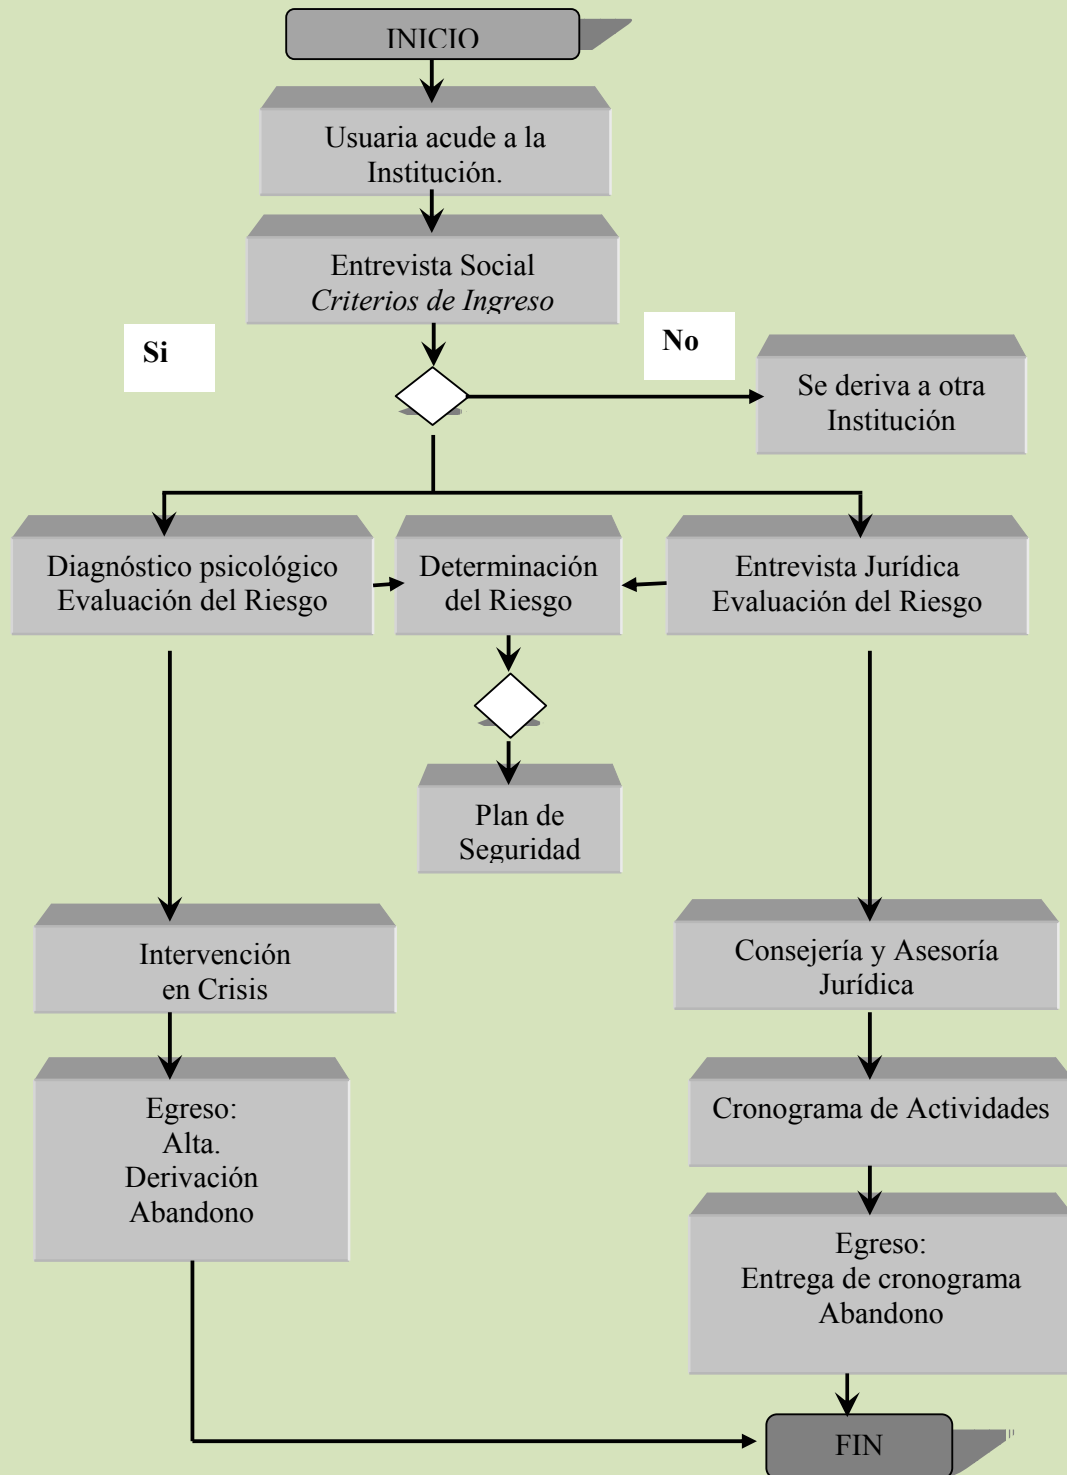 INICIO
Usuaria acude a la
Institución.
Entrevista Social
Criterios de Ingreso
Si
No
Se deriva a otra
Institución
Diagnóstico psicológico
Evaluación del Riesgo
Determinación
del Riesgo
Entrevista Jurídica
Evaluación del Riesgo
Plan de
Seguridad
Intervención
en Crisis
Consejería y Asesoría
Jurídica
Egreso:
Alta.
Derivación
Abandono
Cronograma de Actividades
Egreso:
Entrega de cronograma
Abandono
FIN